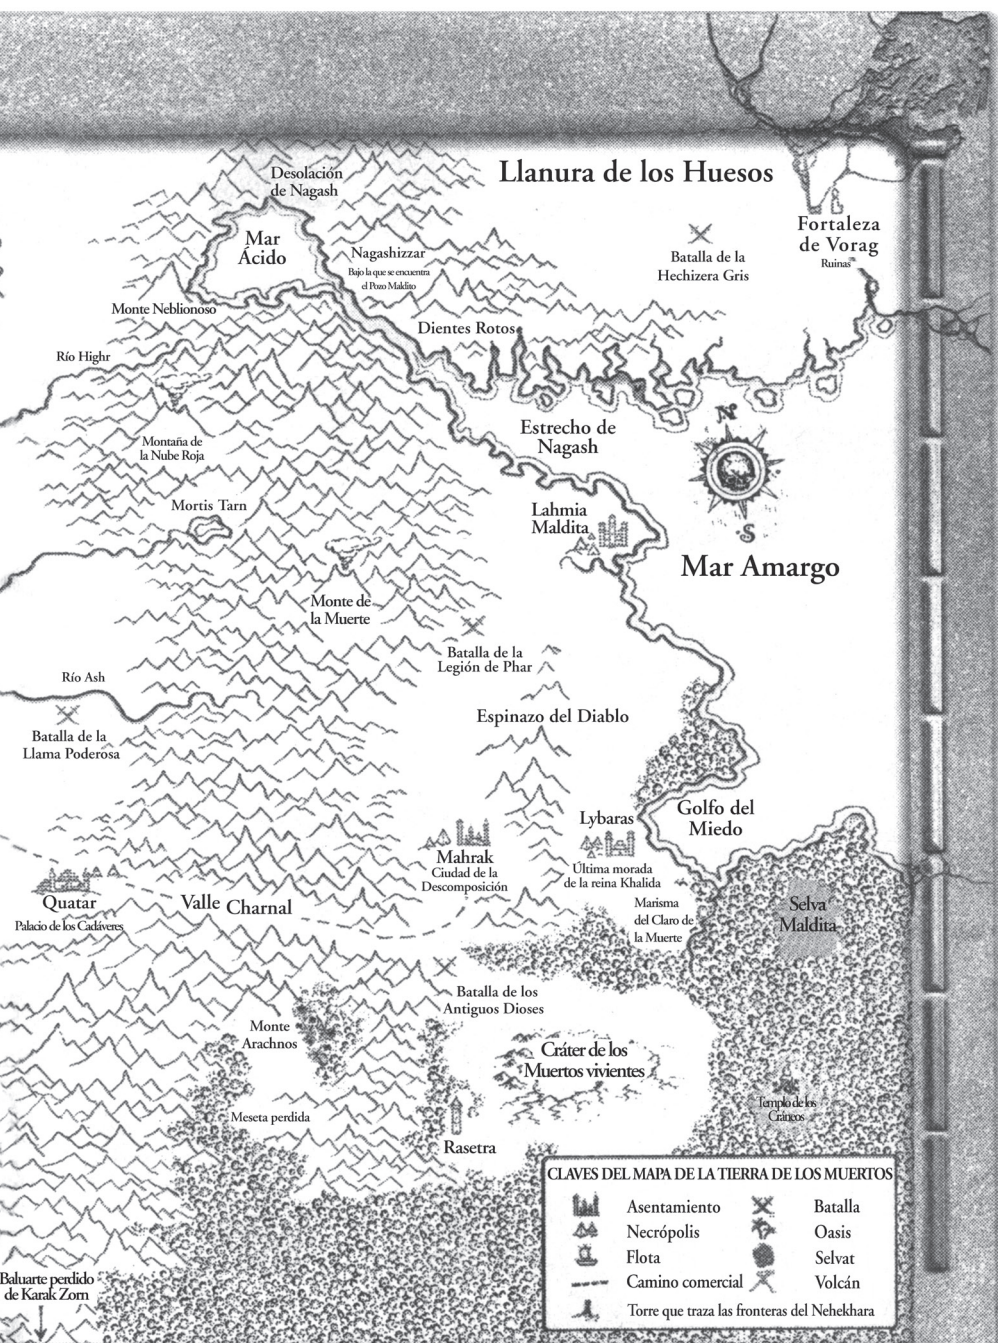 Llanura de los Huesos
Desolación
de Nagash
Mar
Ácido
Nagashizzar
Bajo la que se encuentra
el Pozo Maldito
Batalla de la
Hechizera Gris
Fortaleza
de Vorag
Ruinas
Monte Neblionoso
Dientes Rotos
Río Highr
Montaña de
la Nube Roja
Estrecho de
Nagash
N
S
Mortis Tarn
Lahmia
Maldita
Mar Amargo
Monte de
la Muerte
Batalla de la
Legión de Phar
Río Ash
Batalla de la
Llama Poderosa
Espinazo del Diablo
Golfo del
Miedo
Lybaras
Última morada
de la reina Khalida
Mahrak
Ciudad de la
Descomposición
Quatar
Palacio de los Cadáveres
Valle Charnal
Marisma
del Claro de
la Muerte
Selva
Maldita
Batalla de los
Antiguos Dioses
Monte
Arachnos
Cráter de los
Muertos vivientes
Meseta perdida
Templo de los
Cráneos
Rasetra
Baluarte perdido
de Karak Zorn
CLAVES DEL MAPA DE LA TIERRA DE LOS MUERTOS
Asentamiento
Batalla
Necrópolis
Oasis
Flota
Selvat
Camino comercial
Volcán
Torre que traza las fronteras del Nehekhara